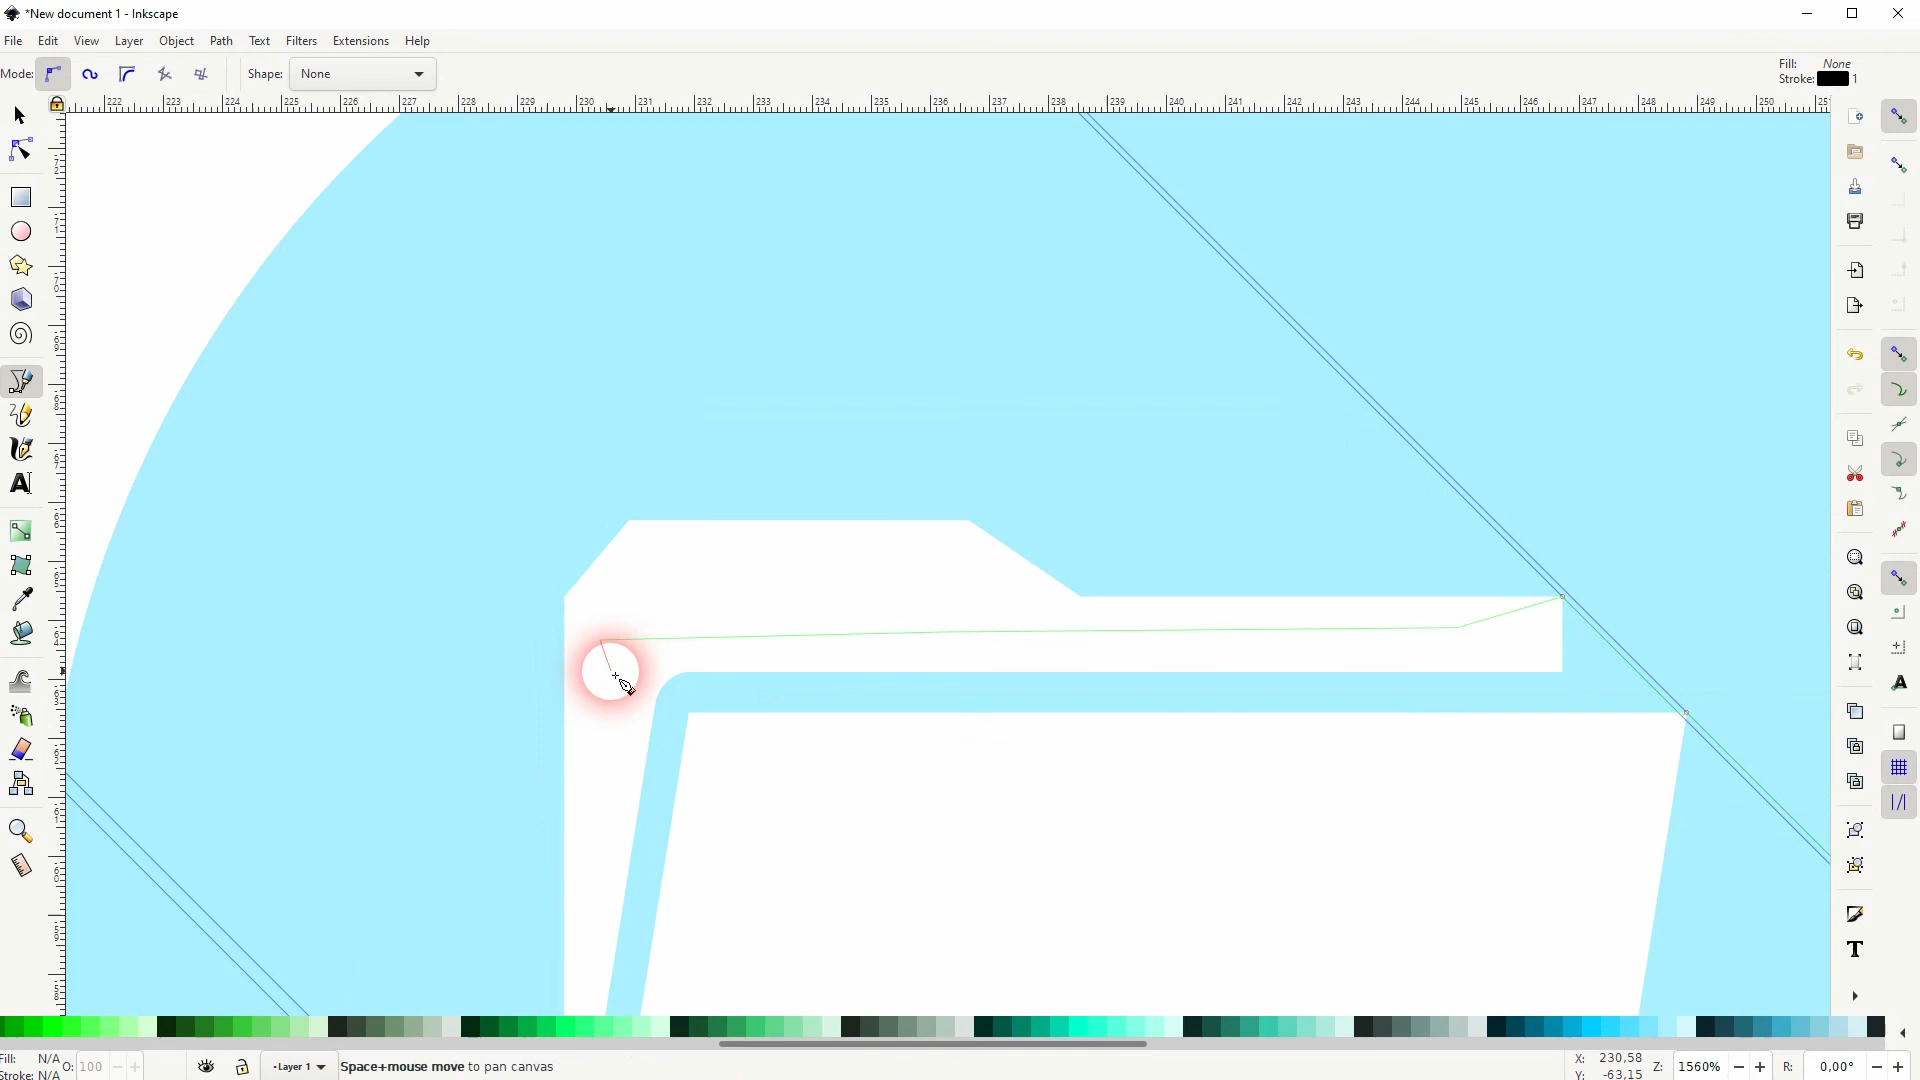 *New document 1 - Inkscape
File Edit View Layer Object Path Text Filters Extensions Help
Mode: Shape: None Fill: None
Stroke: 1
222 223 224 225 226 227 228 229 230 231 232 233 234 235 236 237 238 239 240 241 242 243 244 245 246 247 248 249 250 25
Fill: N/A O: 100 - Layer 1 Space+mouse move to pan canvas X: 230,58 Z: 1560% R: 0,00°
Stroke: N/A Y: -63,15